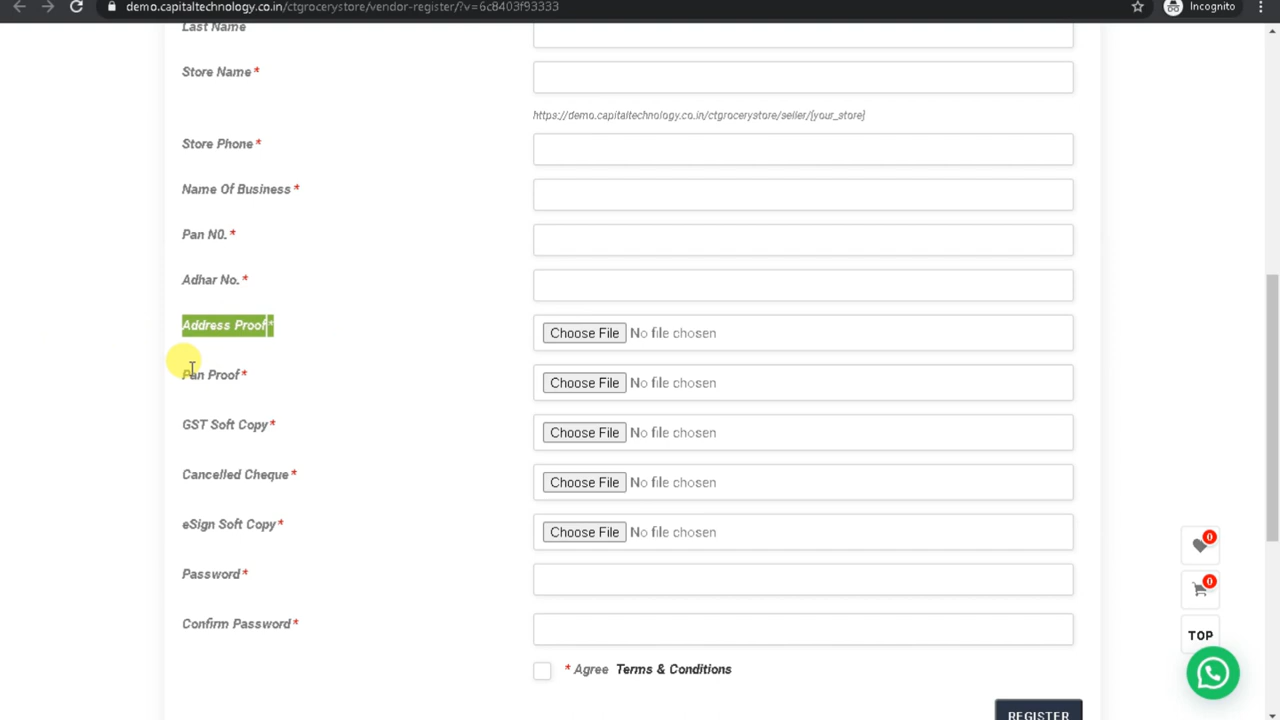 demo.capitaltechnology.co.in/ctgrocerystore/vendor-register/?v=6c8403f93333
Incognito
Last Name
Store Name*
https://demo.capitaltechnology.co.in/ctgrocerystore/seller/[your_store]
Store Phone*
Name Of Business*
Pan N0.*
Adhar No.*
Address Proof* Choose File No file chosen
Pan Proof* Choose File No file chosen
GST Soft Copy* Choose File No file chosen
Cancelled Cheque* Choose File No file chosen
eSign Soft Copy* Choose File No file chosen
0
Password*
0
Confirm Password*
TOP
* Agree Terms & Conditions
REGISTER